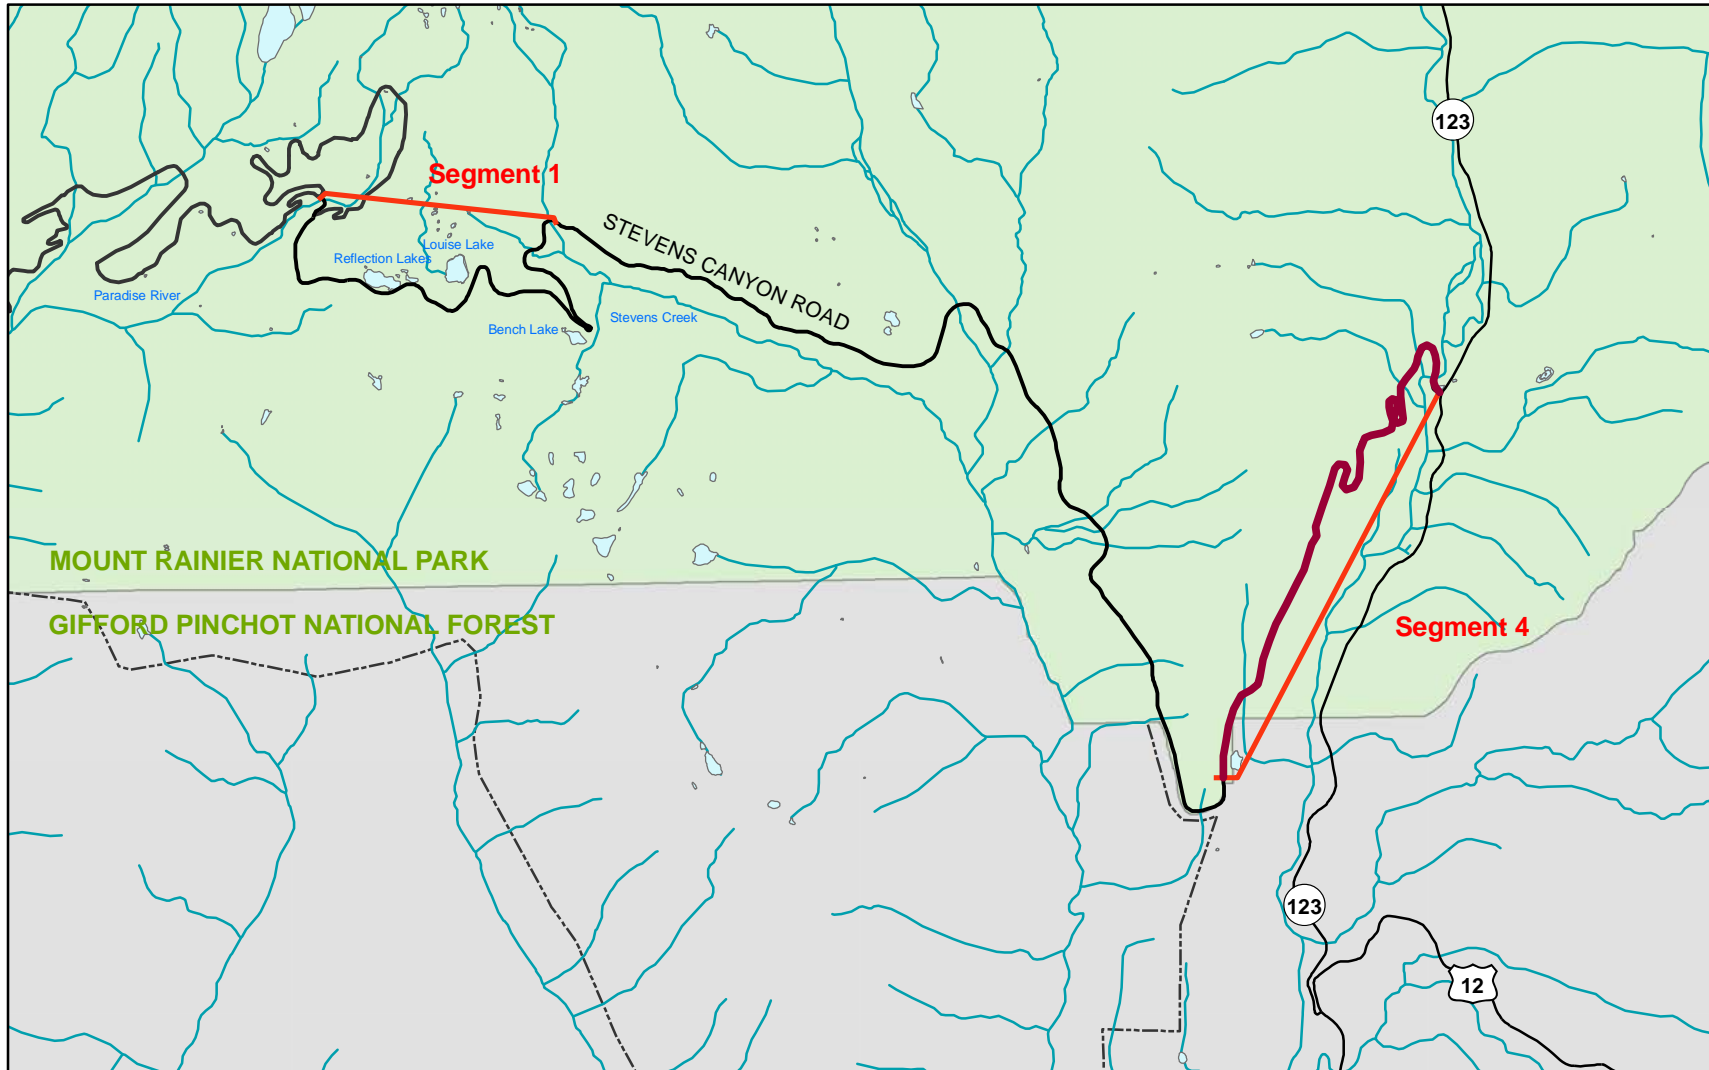 123
Segment 1
STEVENS CANYON ROAD
Louise Lake
Reflection Lakes
Paradise River
Stevens Creek
Bench Lake
MOUNT RAINIER NATIONAL PARK
GIFFORD PINCHOT NATIONAL FOREST
Segment 4
123
12